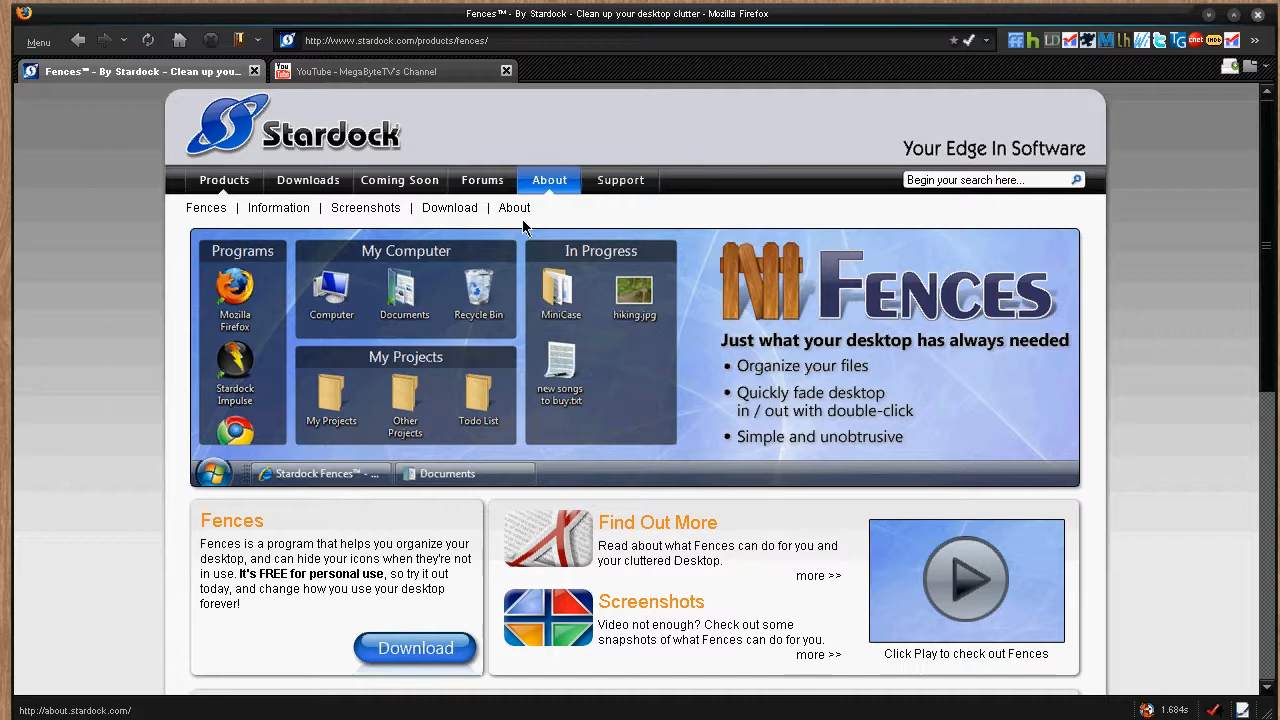 Fences™ - By Stardock - Clean up your desktop clutter - Mozilla Firefox
Menu
http://www.stardock.com/products/fences/
Fences™ - By Stardock - Clean up you...
YouTube - MegaByteTV's Channel
Stardock
Your Edge In Software
Products
Downloads
Coming Soon
Forums
About
Support
Begin your search here...
Fences | Information | Screenshots | Download | About
Programs
Mozilla
Firefox
Stardock
Impulse
My Computer
Computer
Documents
Recycle Bin
My Projects
My Projects
Other
Projects
Todo List
In Progress
MiniCase
hiking.jpg
new songs
to buy.txt
FENCES
Just what your desktop has always needed
• Organize your files
• Quickly fade desktop
in / out with double-click
• Simple and unobtrusive
Stardock Fences™ - ...
Documents
Fences
Fences is a program that helps you organize your
desktop, and can hide your icons when they're not
in use. It's FREE for personal use, so try it out
today, and change how you use your desktop
forever!
Download
Find Out More
Read about what Fences can do for you and
your cluttered Desktop.
more >>
Screenshots
Video not enough? Check out some
snapshots of what Fences can do for you.
more >>
Click Play to check out Fences
http://about.stardock.com/
1.684s